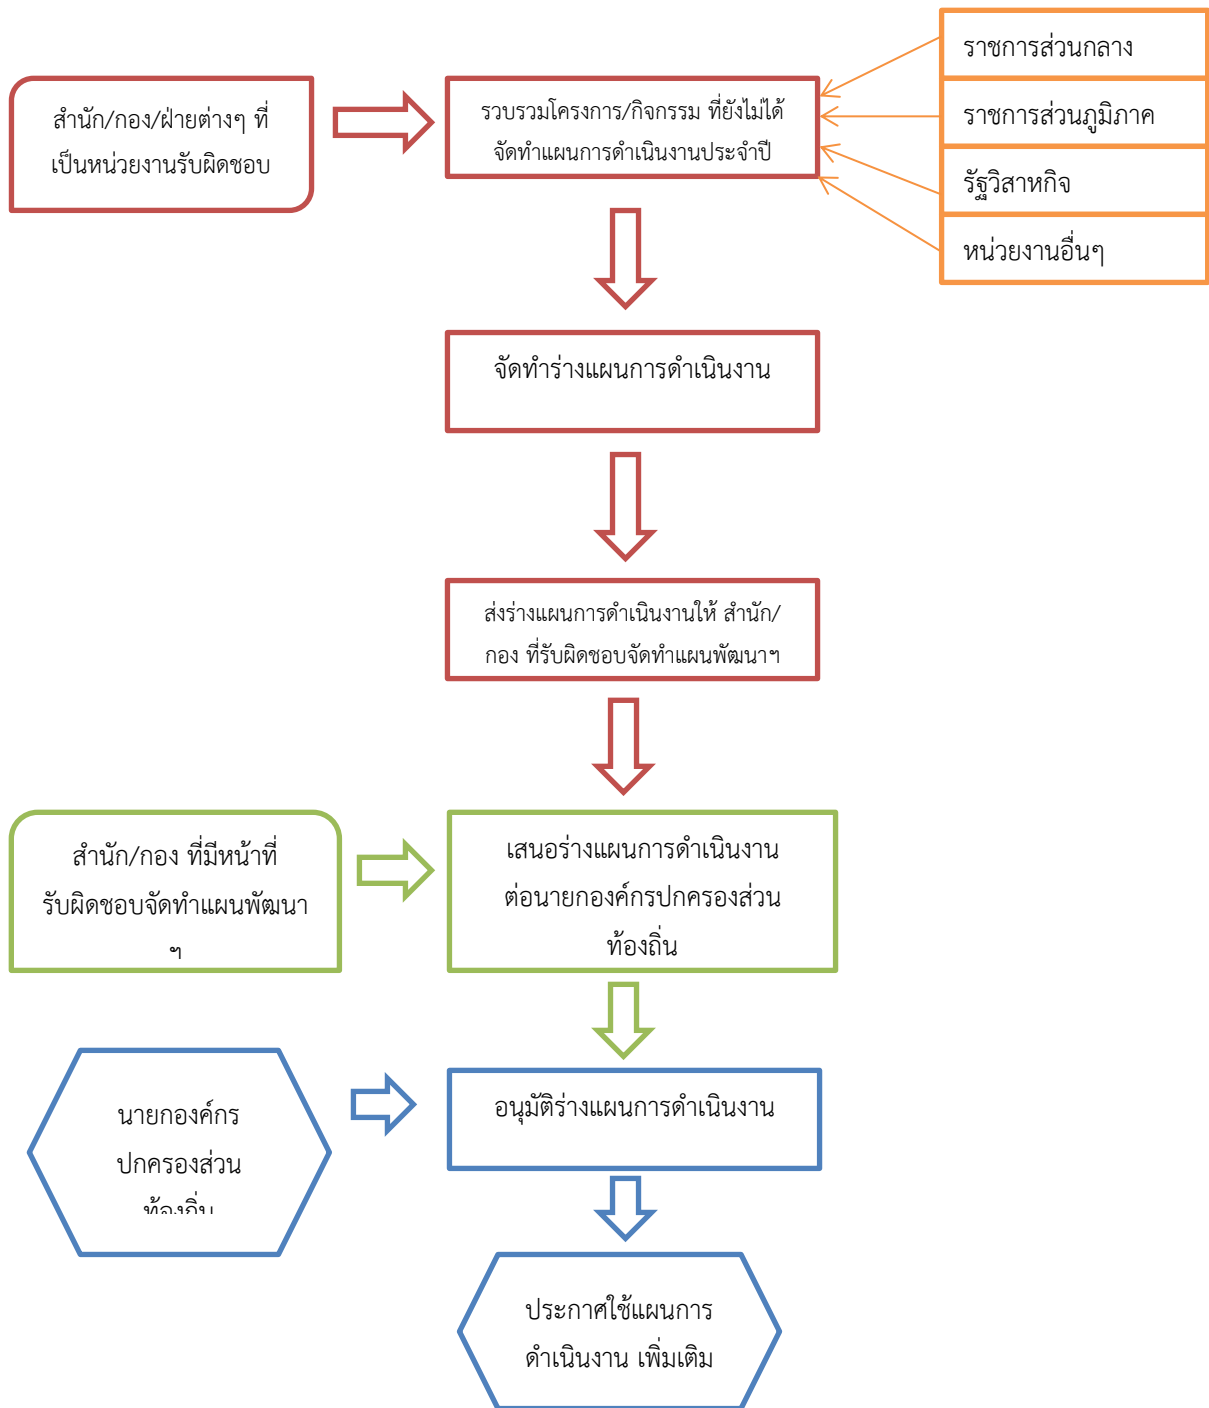 สำนัก/กอง/ฝ่ายต่างๆ ที่
เป็นหน่วยงานรับผิดชอบ
รวบรวมโครงการ/กิจกรรม ที่ยังไม่ได้
จัดทำแผนการดำเนินงานประจำปี
ราชการส่วนกลาง
ราชการส่วนภูมิภาค
รัฐวิสาหกิจ
หน่วยงานอื่นๆ
จัดทำร่างแผนการดำเนินงาน
ส่งร่างแผนการดำเนินงานให้ สำนัก/
กอง ที่รับผิดชอบจัดทำแผนพัฒนาฯ
สำนัก/กอง ที่มีหน้าที่
รับผิดชอบจัดทำแผนพัฒนา
ฯ
เสนอร่างแผนการดำเนินงาน
ต่อนายกองค์กรปกครองส่วน
ท้องถิ่น
นายกองค์กร
ปกครองส่วน
ท้องถิ่น
อนุมัติร่างแผนการดำเนินงาน
ประกาศใช้แผนการ
ดำเนินงาน เพิ่มเติม